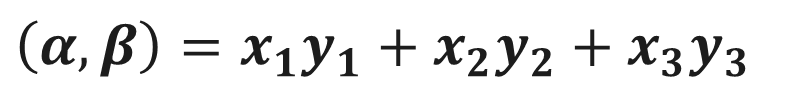 (α, β) = x₁y₁ + x₂y₂ + x₃y₃